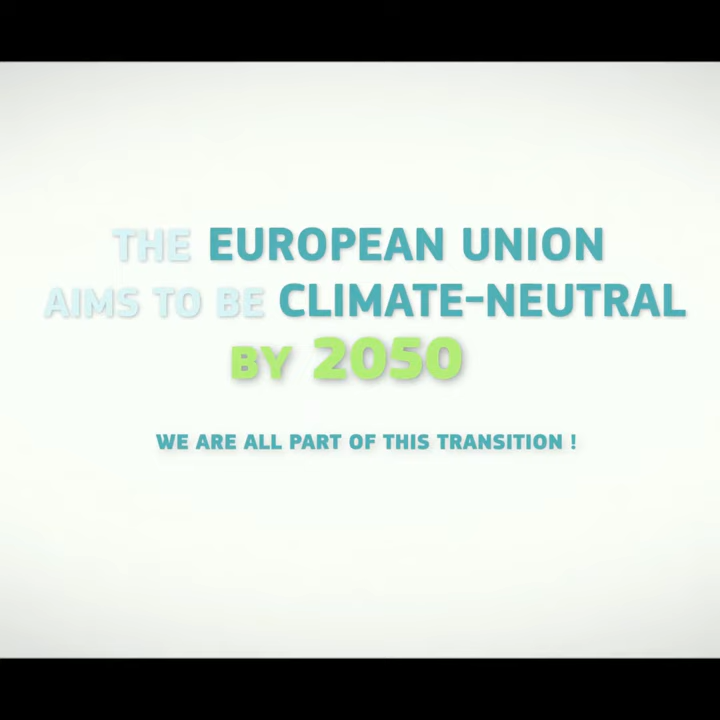 THE EUROPEAN UNION
AIMS TO BE CLIMATE-NEUTRAL
BY 2050
WE ARE ALL PART OF THIS TRANSITION !